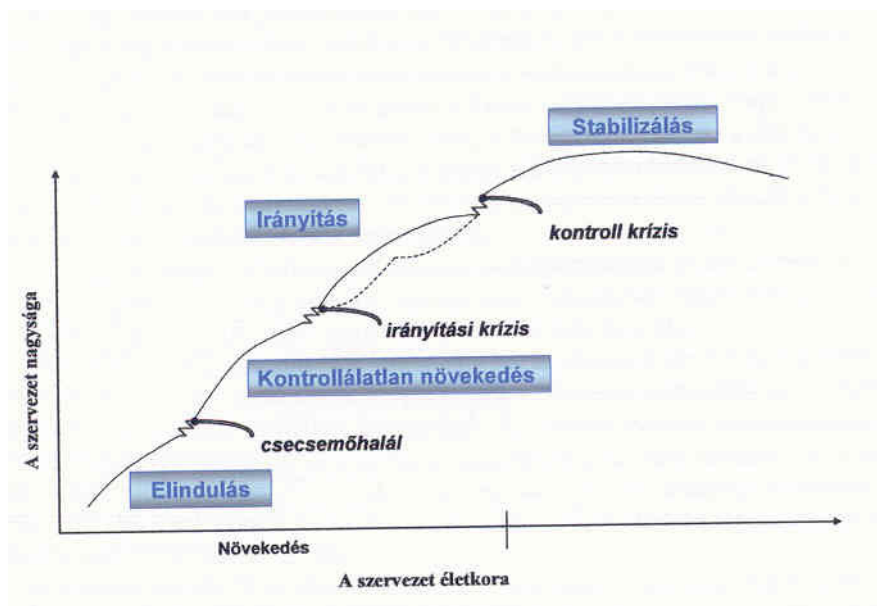 Stabilizálás
Irányítás
kontroll krízis
irányítási krízis
Kontrollálatlan növekedés
csecsemőhalál
Elindulás
A szervezet nagysága
Növekedés
A szervezet életkora